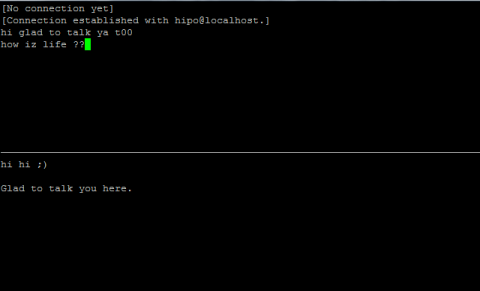 [No connection yet]
[Connection established with hipo@localhost.]
hi glad to talk ya t00
how iz life ??
hi hi ;)
Glad to talk you here.